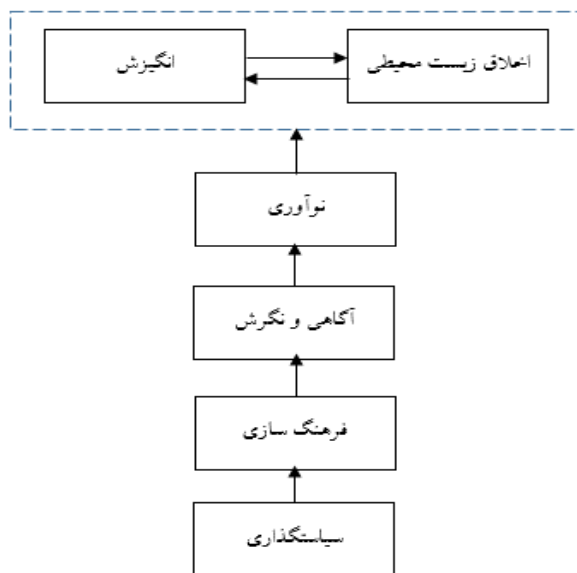 اخلاق زیست محیطی
انگیزش
نوآوری
آگاهی و نگرش
فرهنگ سازی
سیاستگذاری